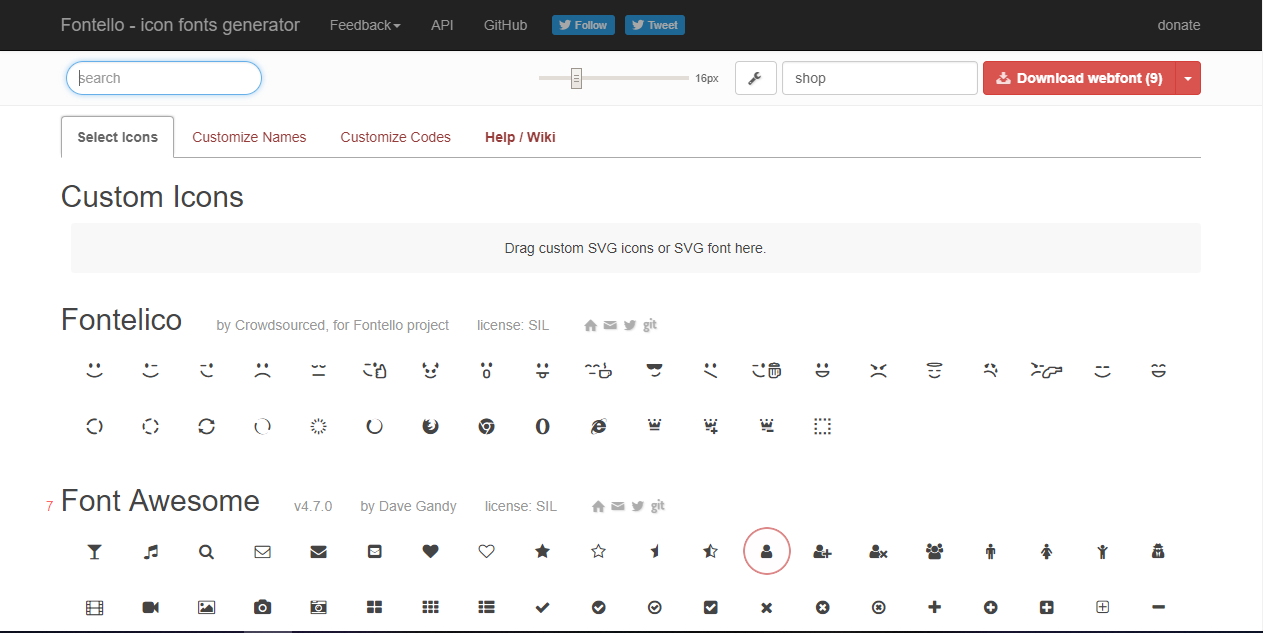 Fontello - icon fonts generator Feedback API GitHub Follow Tweet donate
search 16px shop Download webfont (9)
Select Icons Customize Names Customize Codes Help / Wiki
Custom Icons
Drag custom SVG icons or SVG font here.
Fontelico by Crowdsourced, for Fontello project license: SIL git
7 Font Awesome v4.7.0 by Dave Gandy license: SIL git